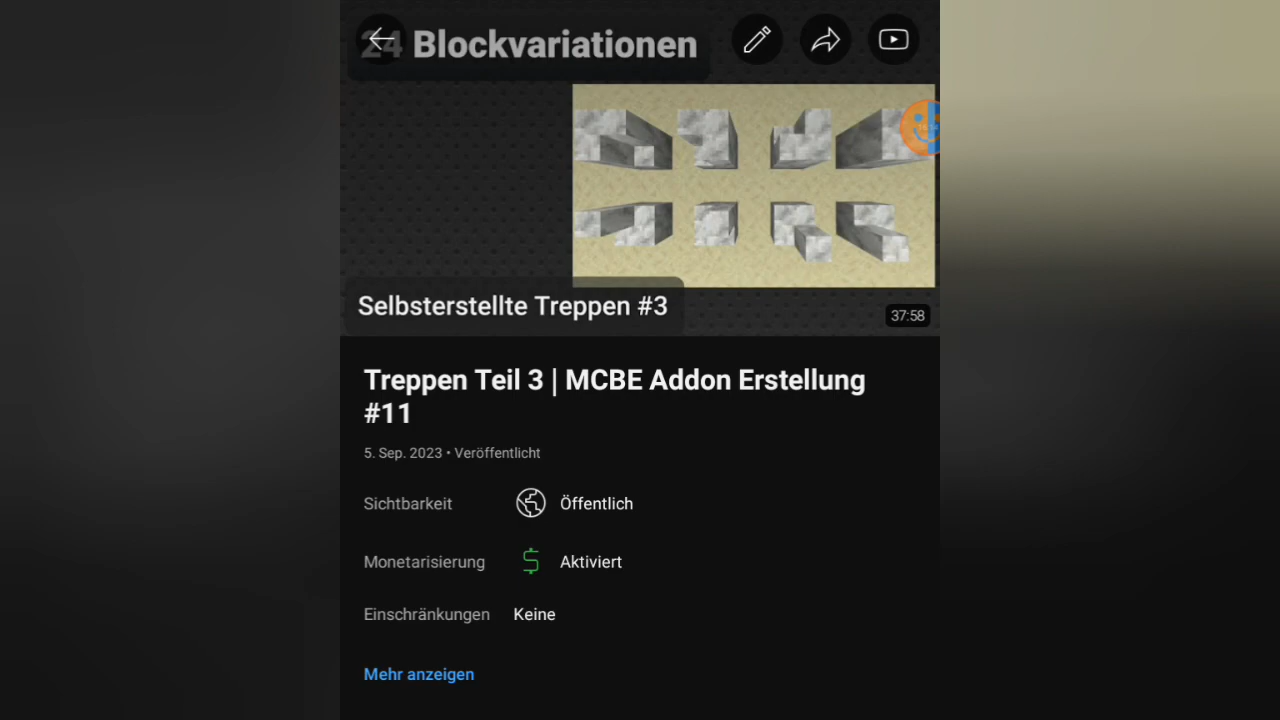 24 Blockvariationen
Selbsterstellte Treppen #3
37:58
Treppen Teil 3 | MCBE Addon Erstellung
#11
5. Sep. 2023 • Veröffentlicht
Sichtbarkeit Öffentlich
Monetarisierung Aktiviert
Einschränkungen Keine
Mehr anzeigen